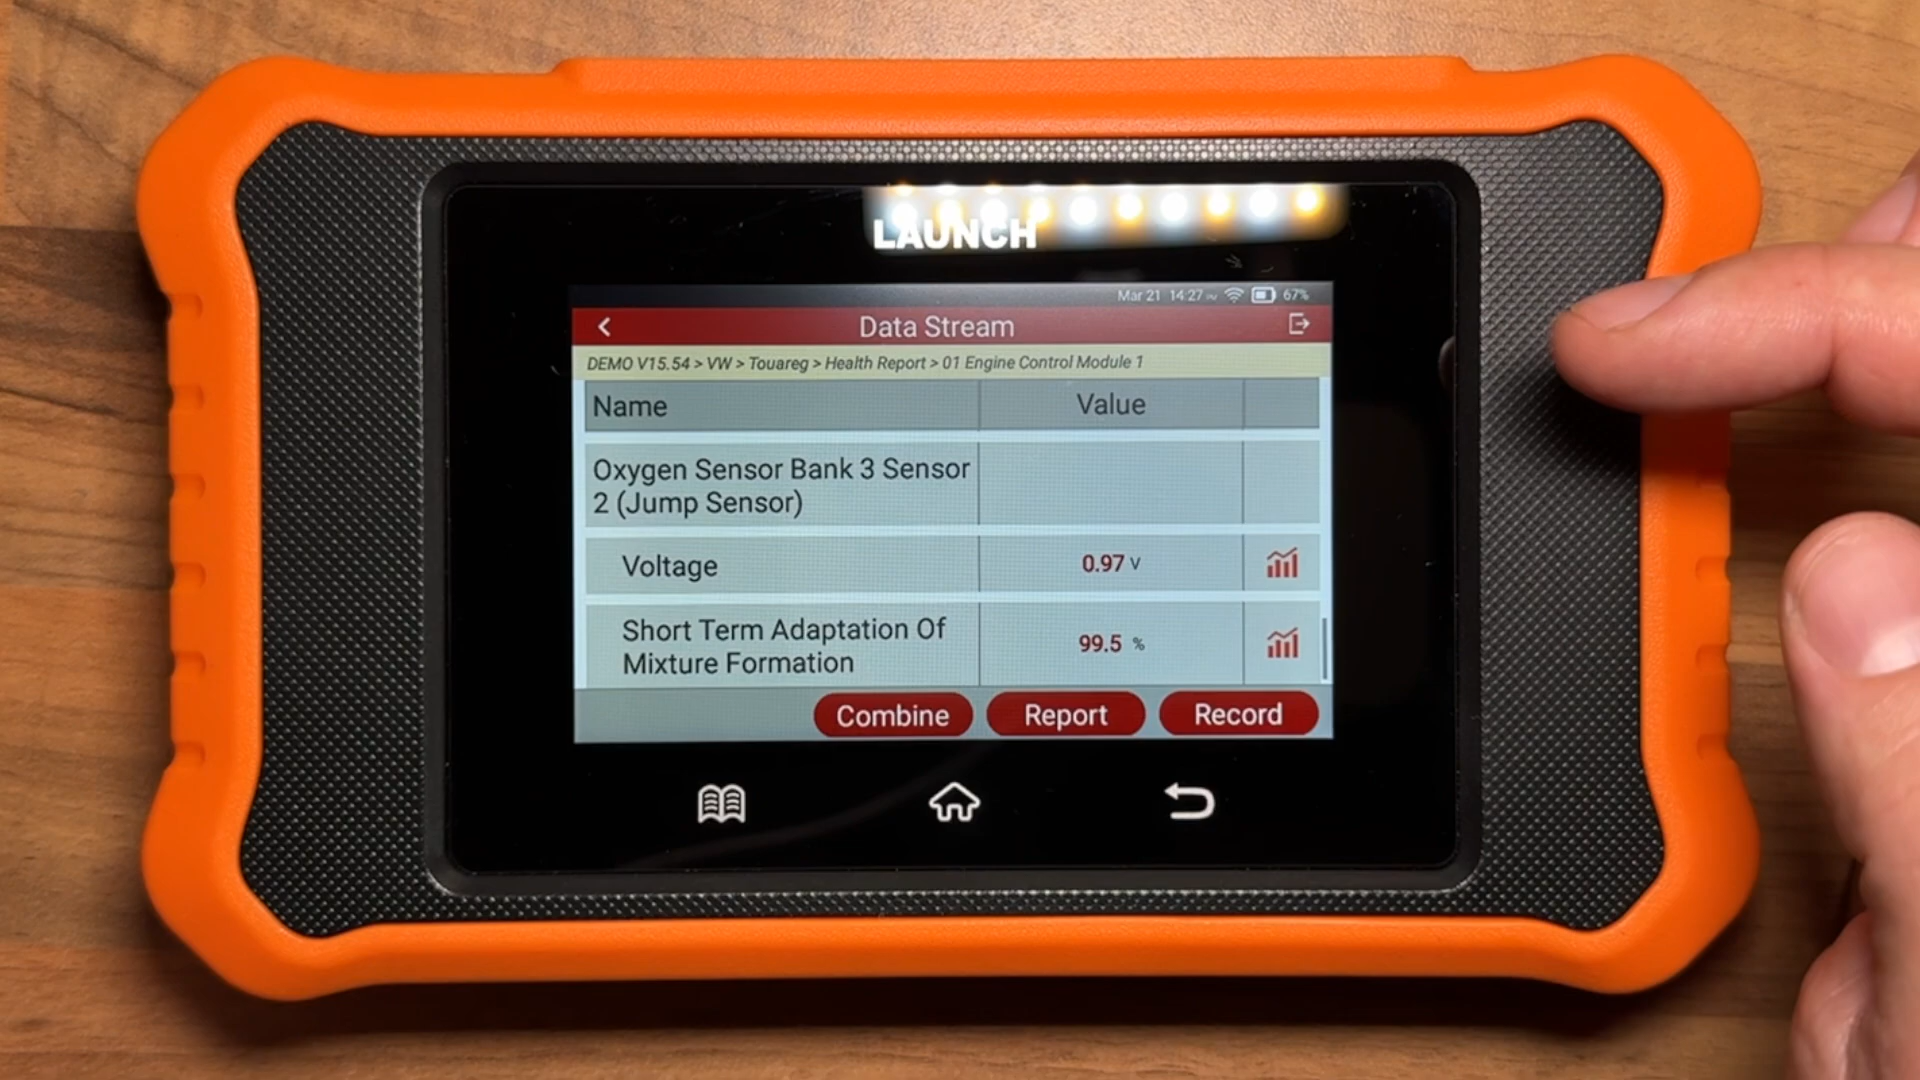 LAUNCH
Mar 21 14:27 PM 67%
Data Stream
DEMO V15.54 > VW > Touareg > Health Report > 01 Engine Control Module 1
Name Value
Oxygen Sensor Bank 3 Sensor
2 (Jump Sensor)
Voltage 0.97 V
Short Term Adaptation Of
Mixture Formation
99.5 %
Combine Report Record